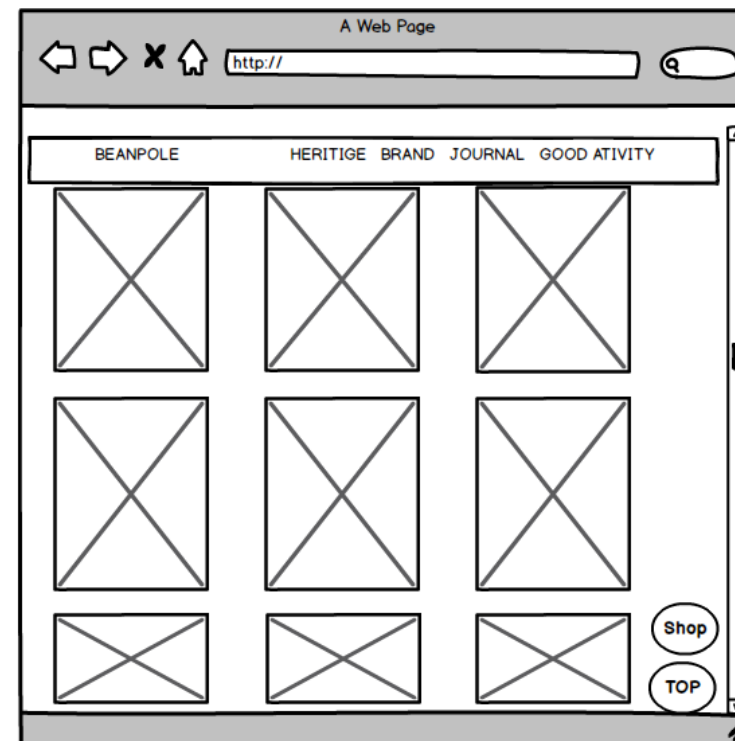 A Web Page
http://
BEANPOLE HERITIGE BRAND JOURNAL GOOD ATIVITY
Shop
TOP